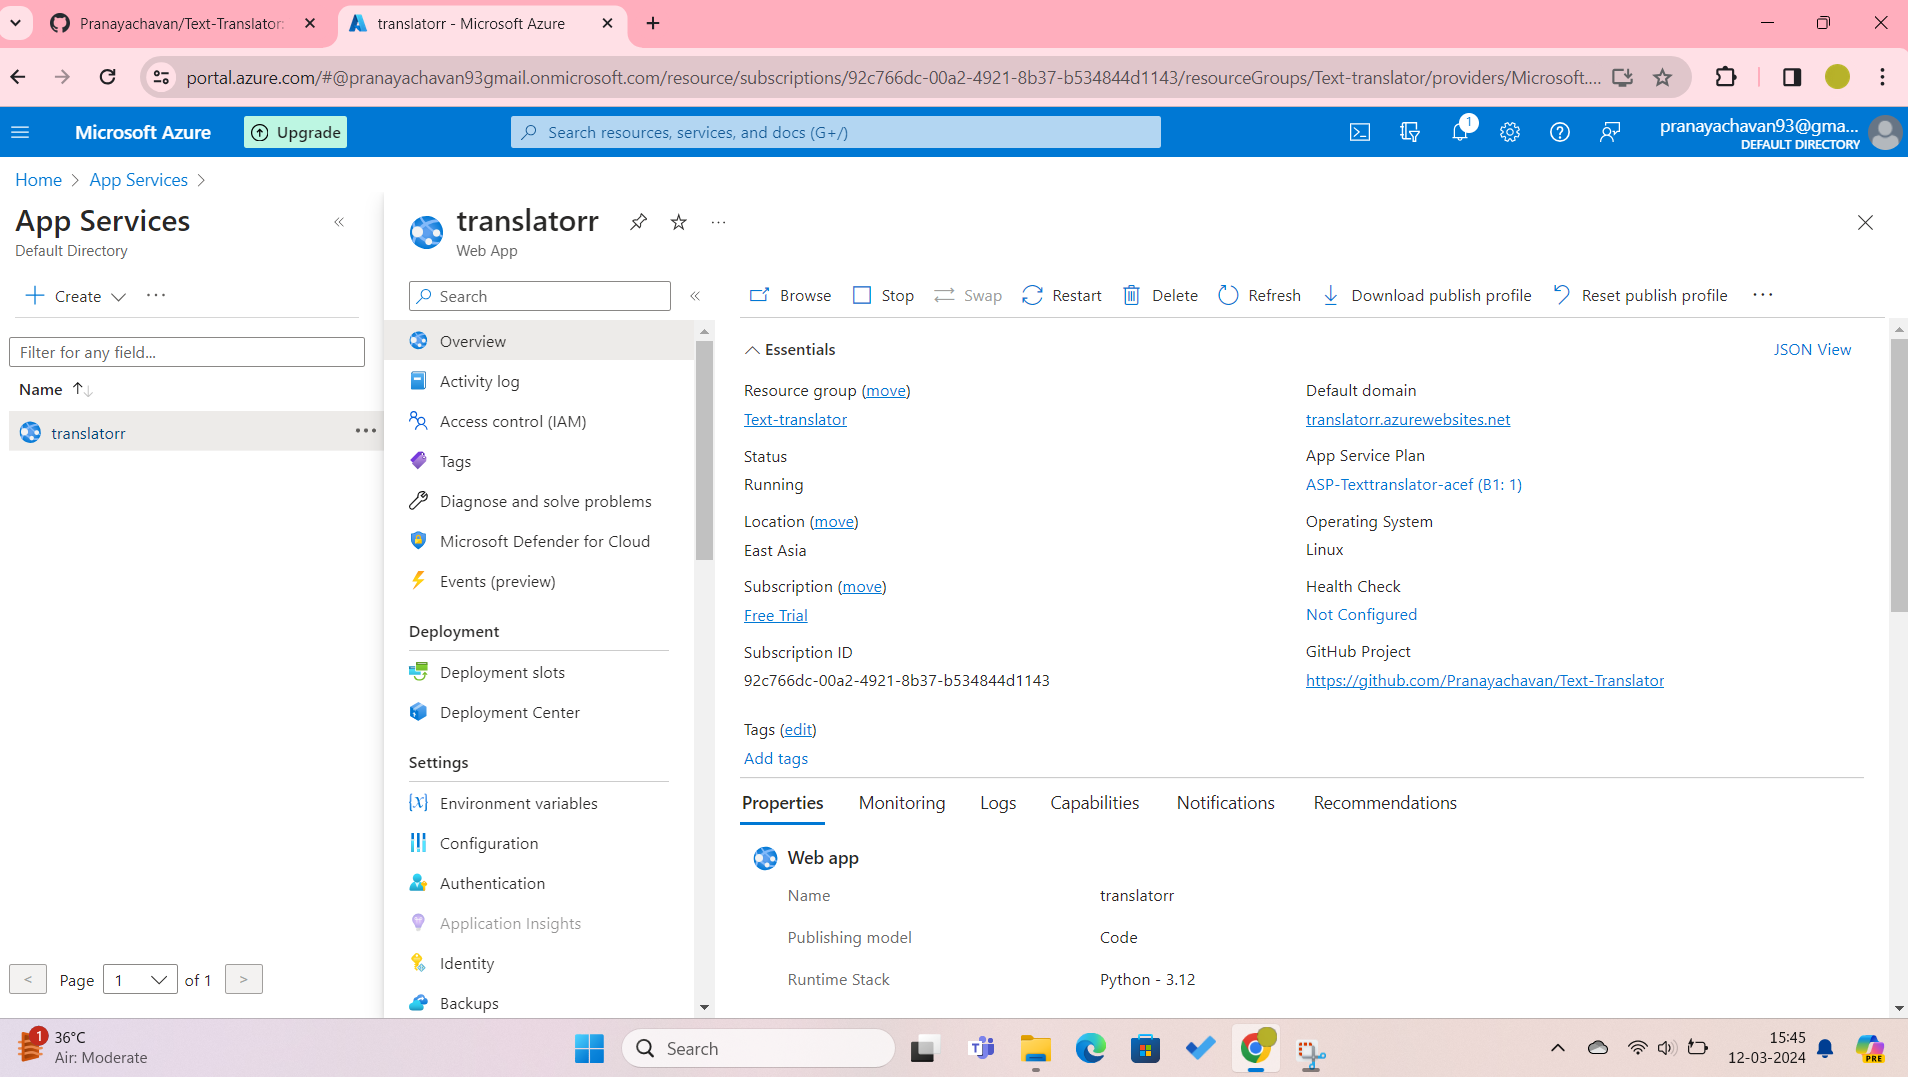 Pranayachavan/Text-Translator:
translatorr - Microsoft Azure
portal.azure.com/#@pranayachavan93gmail.onmicrosoft.com/resource/subscriptions/92c766dc-00a2-4921-8b37-b534844d1143/resourceGroups/Text-translator/providers/Microsoft....
Microsoft Azure
Upgrade
Search resources, services, and docs (G+/)
1
pranayachavan93@gma...
DEFAULT DIRECTORY
Home > App Services >
App Services
Default Directory
Create
Filter for any field...
Name
translatorr
< Page 1 of 1 >
translatorr
Web App
Search
Overview
Activity log
Access control (IAM)
Tags
Diagnose and solve problems
Microsoft Defender for Cloud
Events (preview)
Deployment
Deployment slots
Deployment Center
Settings
Environment variables
Configuration
Authentication
Application Insights
Identity
Backups
Browse Stop Swap Restart Delete Refresh Download publish profile Reset publish profile
Essentials
JSON View
Resource group (move)
Text-translator
Status
Running
Location (move)
East Asia
Subscription (move)
Free Trial
Subscription ID
92c766dc-00a2-4921-8b37-b534844d1143
Default domain
translatorr.azurewebsites.net
App Service Plan
ASP-Texttranslator-acef (B1: 1)
Operating System
Linux
Health Check
Not Configured
GitHub Project
https://github.com/Pranayachavan/Text-Translator
Tags (edit)
Add tags
Properties Monitoring Logs Capabilities Notifications Recommendations
Web app
Name translatorr
Publishing model Code
Runtime Stack Python - 3.12
1
36°C
Air: Moderate
Search
15:45
12-03-2024
PRE